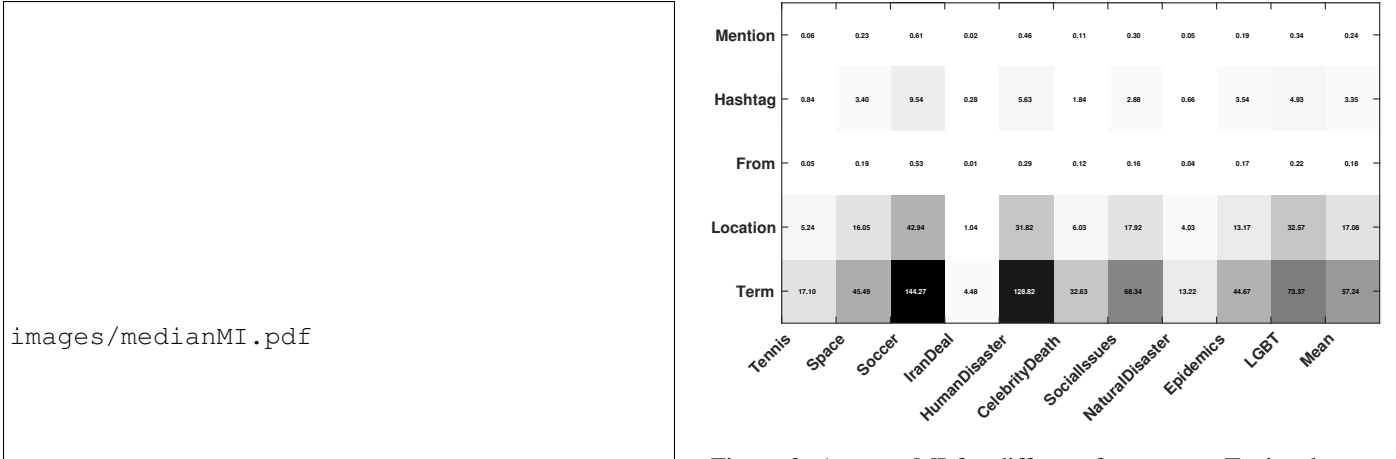 images/medianMI.pdf
Mention 0.06 0.23 0.61 0.02 0.46 0.11 0.30 0.05 0.19 0.34 0.24
Hashtag 0.84 3.40 9.54 0.28 5.63 1.84 2.88 0.66 3.54 4.93 3.35
From 0.05 0.19 0.53 0.01 0.29 0.12 0.16 0.04 0.17 0.22 0.18
Location 5.24 16.05 42.94 1.04 31.82 6.03 17.92 4.03 13.17 32.57 17.08
Term 17.10 45.49 144.27 4.48 128.82 32.63 68.34 13.22 44.67 73.37 57.24
Tennis Space Soccer IranDeal HumanDisaster CelebrityDeath SocialIssues NaturalDisaster Epidemics LGBT Mean